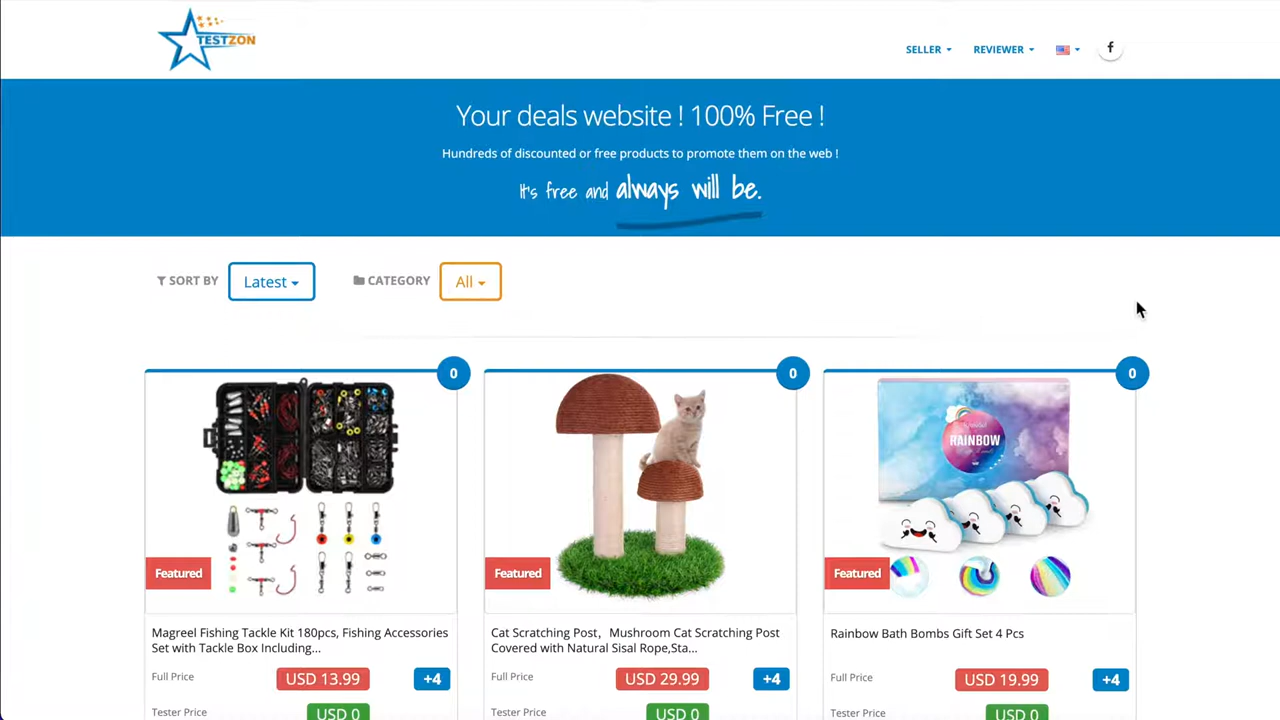 TESTZON
SELLER
REVIEWER
f
Your deals website ! 100% Free !
Hundreds of discounted or free products to promote them on the web !
It's free and always will be.
SORT BY
Latest
CATEGORY
All
0
0
0
RAINBOW
Featured
Featured
Featured
Magreel Fishing Tackle Kit 180pcs, Fishing Accessories
Set with Tackle Box Including...
Cat Scratching Post，Mushroom Cat Scratching Post
Covered with Natural Sisal Rope,Sta...
Rainbow Bath Bombs Gift Set 4 Pcs
Full Price
USD 13.99
+4
Full Price
USD 29.99
+4
Full Price
USD 19.99
+4
Tester Price
USD 0
Tester Price
USD 0
Tester Price
USD 0